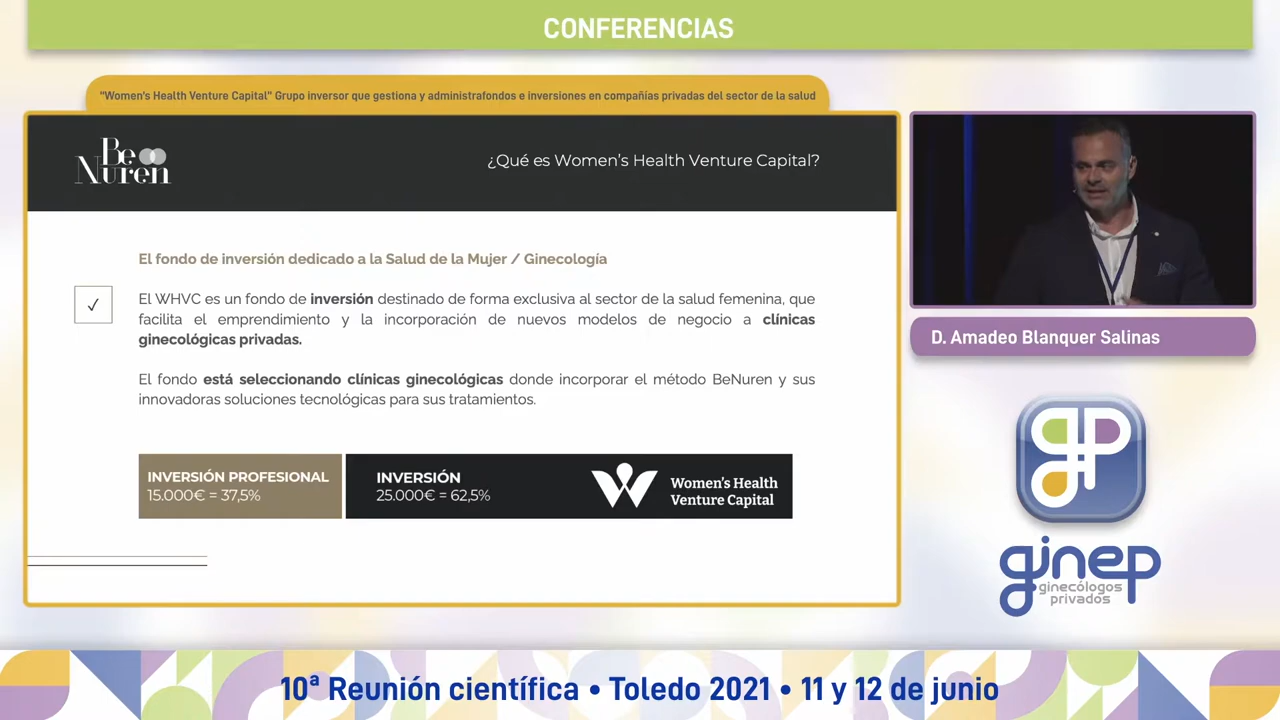 CONFERENCIAS
"Women's Health Venture Capital" Grupo inversor que gestiona y administrafondos e inversiones en compañías privadas del sector de la salud
Be
Nuren
¿Qué es Women's Health Venture Capital?
El fondo de inversión dedicado a la Salud de la Mujer / Ginecología
El WHVC es un fondo de inversión destinado de forma exclusiva al sector de la salud femenina, que
facilita el emprendimiento y la incorporación de nuevos modelos de negocio a clínicas
ginecológicas privadas.
El fondo está seleccionando clínicas ginecológicas donde incorporar el método BeNuren y sus
innovadoras soluciones tecnológicas para sus tratamientos.
INVERSIÓN PROFESIONAL
15.000€ = 37,5%
INVERSIÓN
25.000€ = 62,5%
Women's Health
Venture Capital
D. Amadeo Blanquer Salinas
ginep
ginecólogos
privados
10ª Reunión científica • Toledo 2021 • 11 y 12 de junio